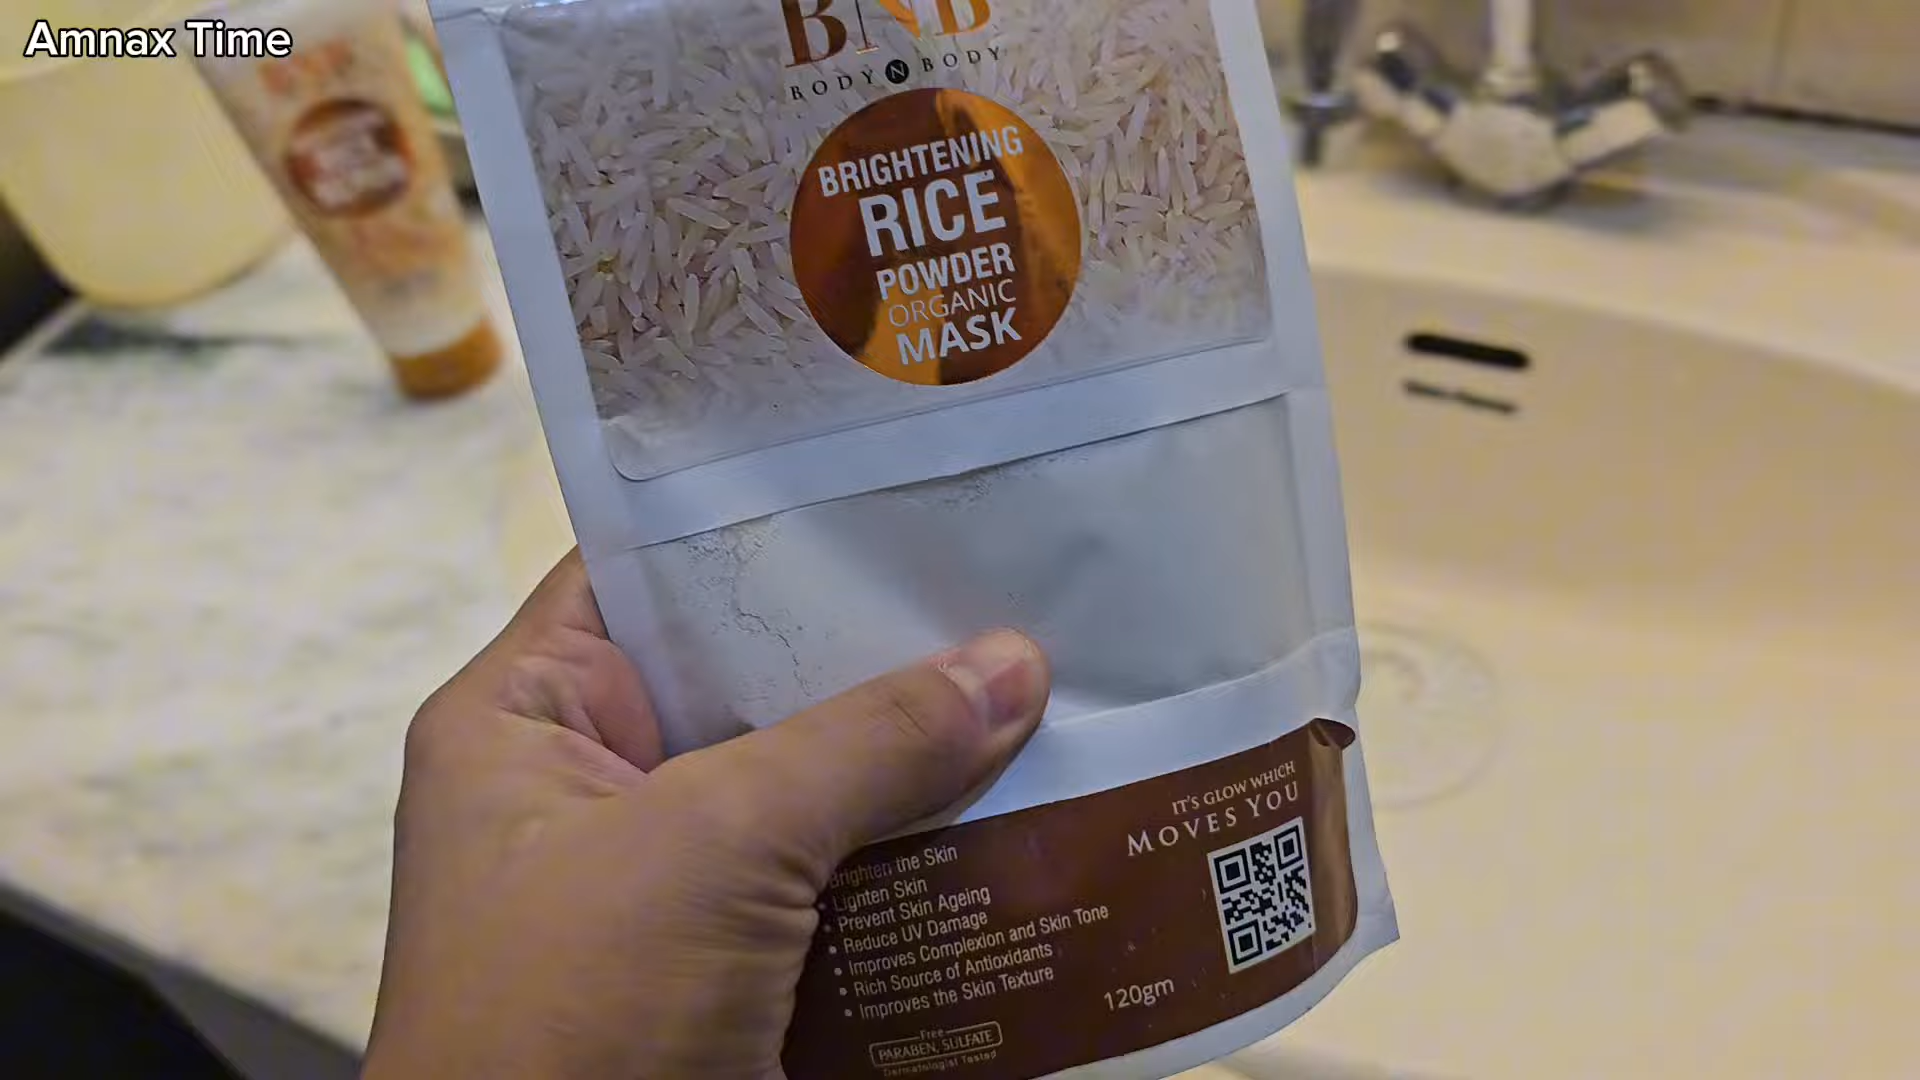 Amnax Time
BNB
BODY N BODY
BRIGHTENING
RICE
POWDER
ORGANIC
MASK
IT'S GLOW WHICH
MOVES YOU
Brighten the Skin
• Lighten Skin
• Prevent Skin Ageing
• Reduce UV Damage
• Improves Complexion and Skin Tone
• Rich Source of Antioxidants
• Improves the Skin Texture
120gm
Free
PARABEN, SULFATE
Dermatologist Tested